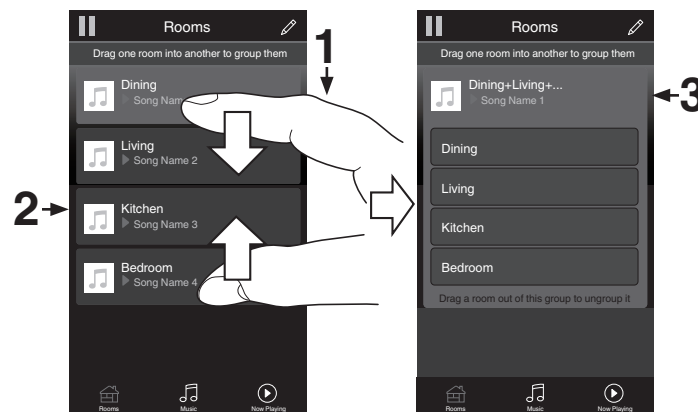 Rooms
Drag one room into another to group them
1
Dining
Song Nam
Living
Song Name 2
2
Kitchen
Song Name 3
Bedroom
Song Name 4
Rooms
Music
Now Playing
Rooms
Drag one room into another to group them
Dining+Living+...
Song Name 1
3
Dining
Living
Kitchen
Bedroom
Drag a room out of this group to ungroup it
Rooms
Music
Now Playing